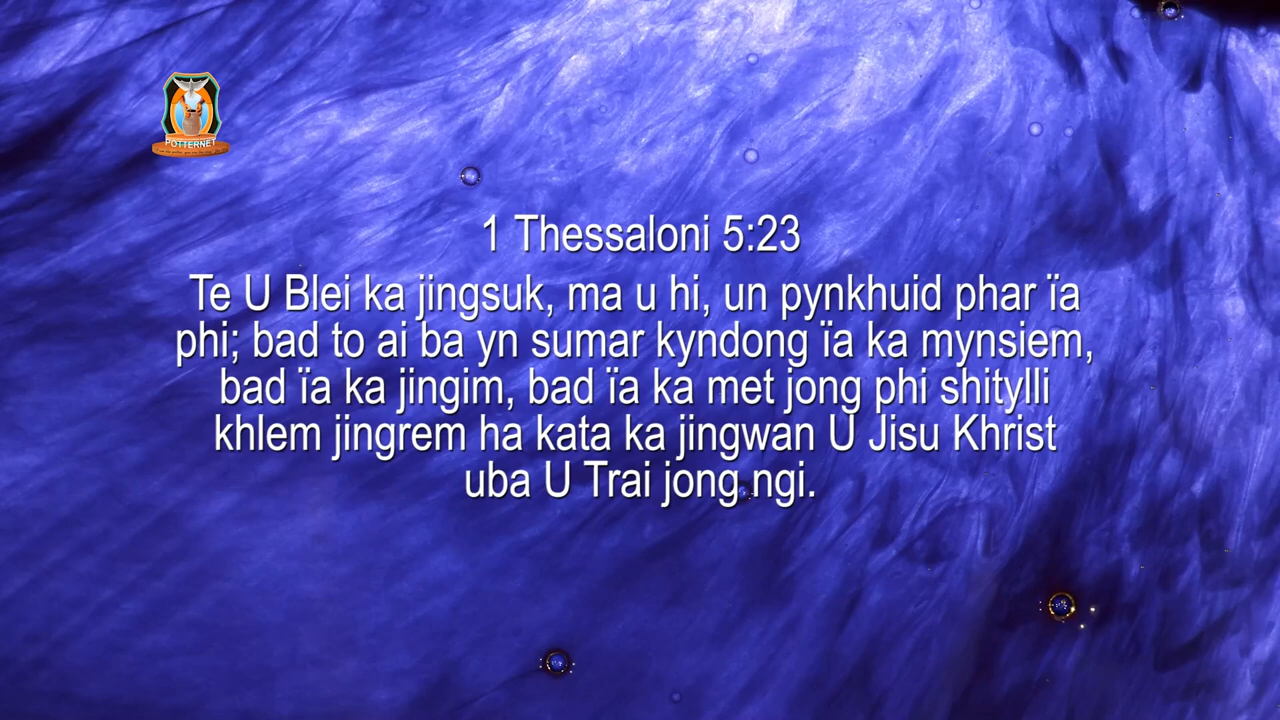 POTTERNET
1 Thessaloni 5:23
Te U Blei ka jingsuk, ma u hi, un pynkhuid phar ïa
phi; bad to ai ba yn sumar kyndong ïa ka mynsiem,
bad ïa ka jingim, bad ïa ka met jong phi shitylli
khlem jingrem ha kata ka jingwan U Jisu Khrist
uba U Trai jong ngi.